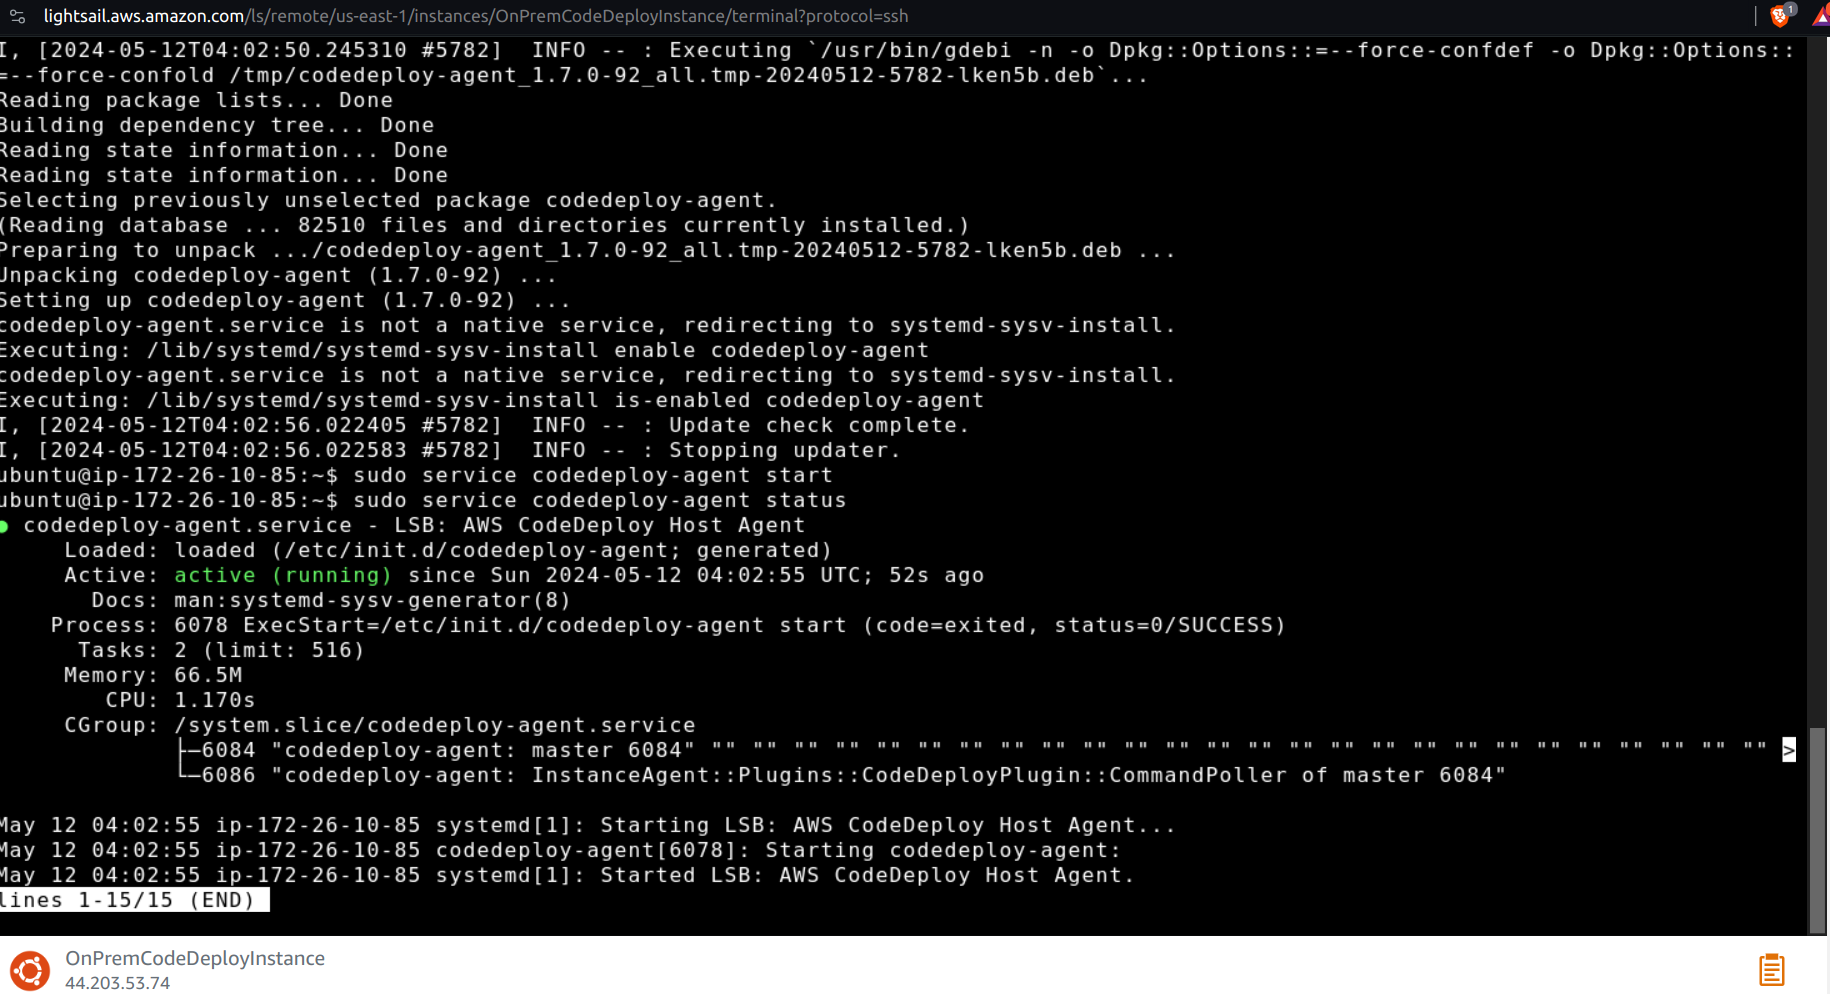 lightsail.aws.amazon.com/ls/remote/us-east-1/instances/OnPremCodeDeployInstance/terminal?protocol=ssh
1
I, [2024-05-12T04:02:50.245310 #5782]  INFO -- : Executing `/usr/bin/gdebi -n -o Dpkg::Options::=--force-confdef -o Dpkg::Options::
=--force-confold /tmp/codedeploy-agent_1.7.0-92_all.tmp-20240512-5782-lken5b.deb`...
Reading package lists... Done
Building dependency tree... Done
Reading state information... Done
Reading state information... Done
Selecting previously unselected package codedeploy-agent.
(Reading database ... 82510 files and directories currently installed.)
Preparing to unpack .../codedeploy-agent_1.7.0-92_all.tmp-20240512-5782-lken5b.deb ...
Unpacking codedeploy-agent (1.7.0-92) ...
Setting up codedeploy-agent (1.7.0-92) ...
codedeploy-agent.service is not a native service, redirecting to systemd-sysv-install.
Executing: /lib/systemd/systemd-sysv-install enable codedeploy-agent
codedeploy-agent.service is not a native service, redirecting to systemd-sysv-install.
Executing: /lib/systemd/systemd-sysv-install is-enabled codedeploy-agent
I, [2024-05-12T04:02:56.022405 #5782]  INFO -- : Update check complete.
I, [2024-05-12T04:02:56.022583 #5782]  INFO -- : Stopping updater.
ubuntu@ip-172-26-10-85:~$ sudo service codedeploy-agent start
ubuntu@ip-172-26-10-85:~$ sudo service codedeploy-agent status
● codedeploy-agent.service - LSB: AWS CodeDeploy Host Agent
     Loaded: loaded (/etc/init.d/codedeploy-agent; generated)
     Active: active (running) since Sun 2024-05-12 04:02:55 UTC; 52s ago
       Docs: man:systemd-sysv-generator(8)
    Process: 6078 ExecStart=/etc/init.d/codedeploy-agent start (code=exited, status=0/SUCCESS)
      Tasks: 2 (limit: 516)
     Memory: 66.5M
        CPU: 1.170s
     CGroup: /system.slice/codedeploy-agent.service
             ├─6084 "codedeploy-agent: master 6084" "" "" "" "" "" "" "" "" "" "" "" "" "" "" "" "" "" "" "" "" "" "" "" "" "" "" >
             └─6086 "codedeploy-agent: InstanceAgent::Plugins::CodeDeployPlugin::CommandPoller of master 6084"
May 12 04:02:55 ip-172-26-10-85 systemd[1]: Starting LSB: AWS CodeDeploy Host Agent...
May 12 04:02:55 ip-172-26-10-85 codedeploy-agent[6078]: Starting codedeploy-agent:
May 12 04:02:55 ip-172-26-10-85 systemd[1]: Started LSB: AWS CodeDeploy Host Agent.
lines 1-15/15 (END)
OnPremCodeDeployInstance
44.203.53.74